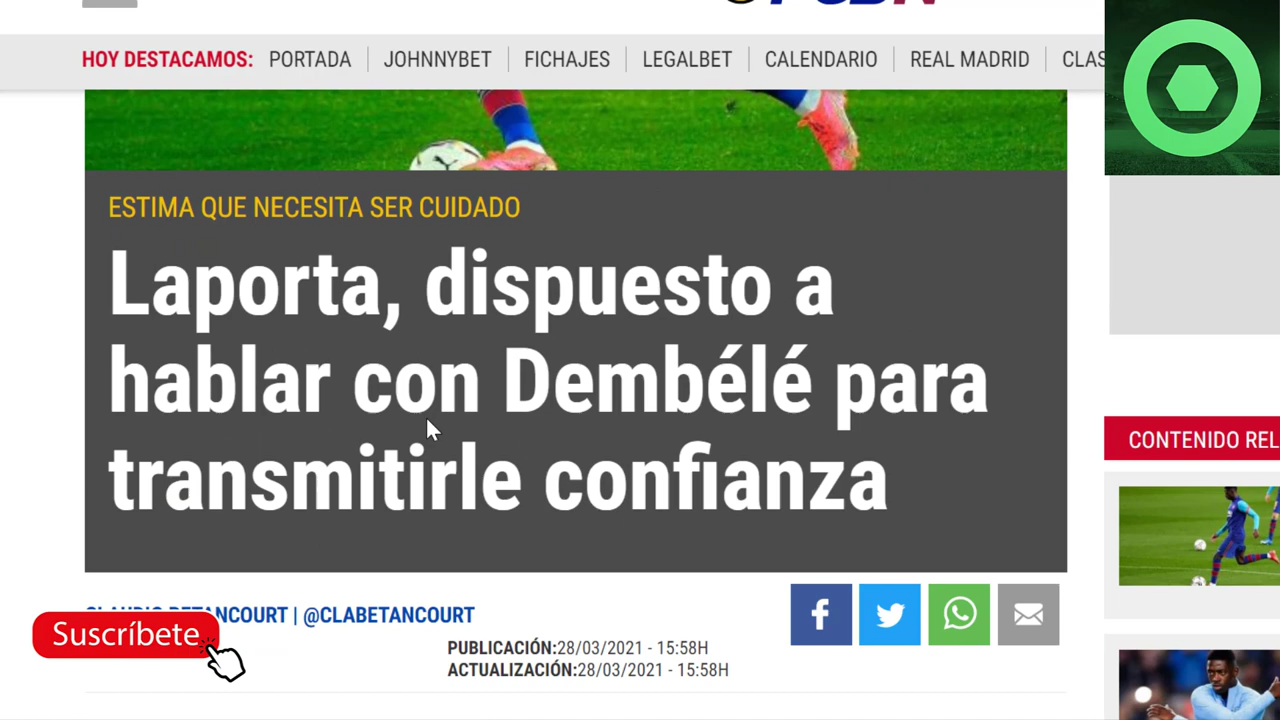 HOY DESTACAMOS: PORTADA JOHNNYBET FICHAJES LEGALBET CALENDARIO REAL MADRID
ESTIMA QUE NECESITA SER CUIDADO
Laporta, dispuesto a
hablar con Dembélé para
transmitirle confianza
BETANCOURT | @CLABETANCOURT
Suscríbete
PUBLICACIÓN:28/03/2021 - 15:58H
ACTUALIZACIÓN:28/03/2021 - 15:58H
CONTENIDO